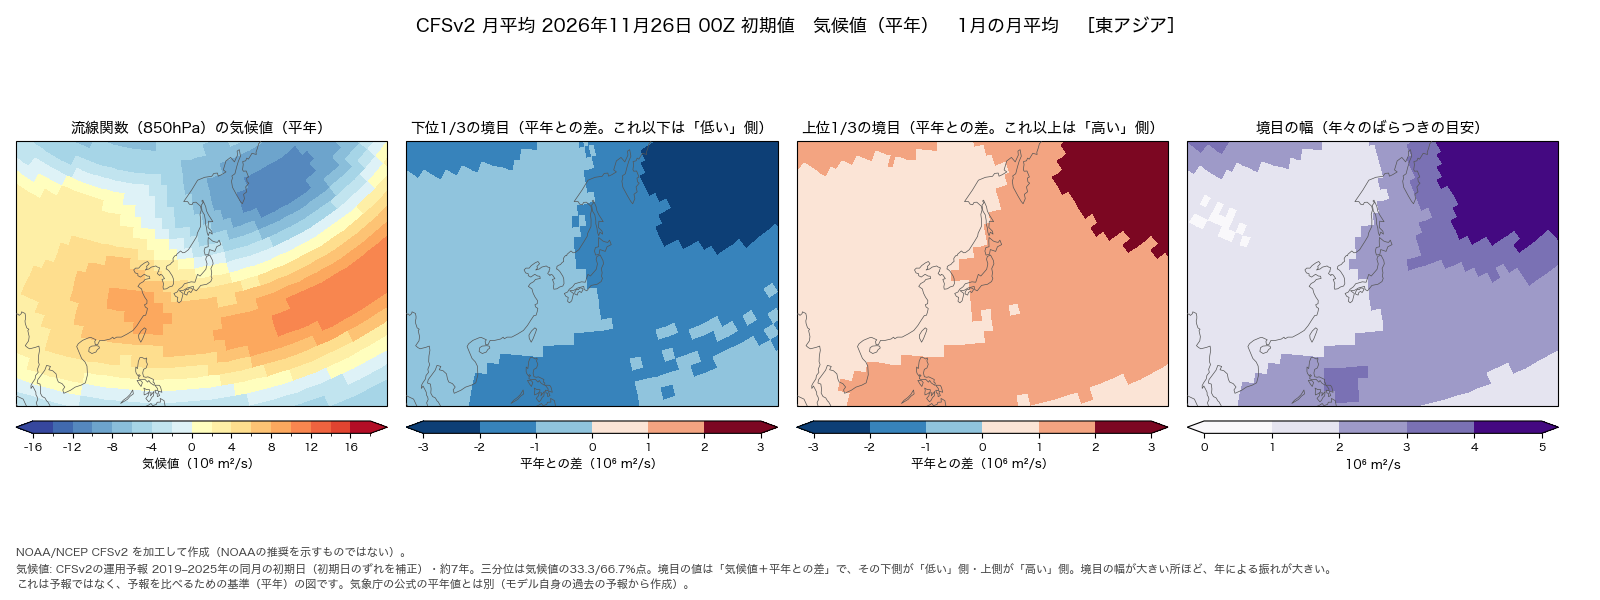 CFSv2 月平均 2026年11月26日 00Z 初期値　気候値（平年）　1月の月平均　［東アジア］
流線関数（850hPa）の気候値（平年）
下位1/3の境目（平年との差。これ以下は「低い」側）
上位1/3の境目（平年との差。これ以上は「高い」側）
境目の幅（年々のばらつきの目安）
-16 -12 -8 -4 0 4 8 12 16
-3 -2 -1 0 1 2 3
-3 -2 -1 0 1 2 3
0 1 2 3 4 5
気候値（10⁶ m²/s）
平年との差（10⁶ m²/s）
平年との差（10⁶ m²/s）
10⁶ m²/s
NOAA/NCEP CFSv2 を加工して作成（NOAAの推奨を示すものではない）。
気候値: CFSv2の運用予報 2019–2025年の同月の初期日（初期日のずれを補正）・約7年。三分位は気候値の33.3/66.7%点。境目の値は「気候値＋平年との差」で、その下側が「低い」側・上側が「高い」側。境目の幅が大きい所ほど、年による振れが大きい。
これは予報ではなく、予報を比べるための基準（平年）の図です。気象庁の公式の平年値とは別（モデル自身の過去の予報から作成）。